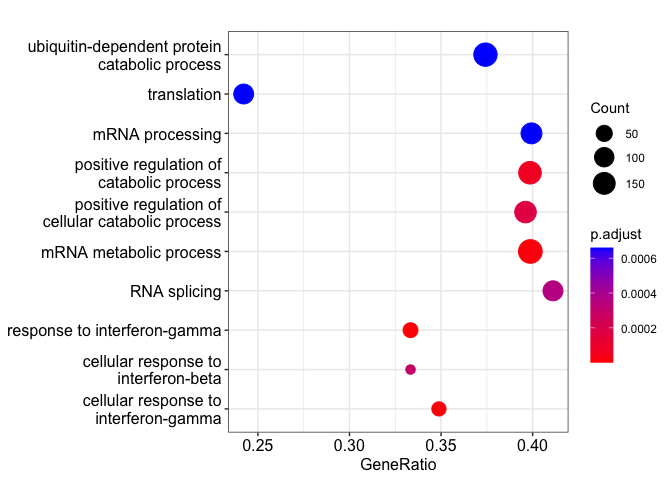 ubiquitin-dependent protein
catabolic process
translation
mRNA processing
positive regulation of
catabolic process
positive regulation of
cellular catabolic process
mRNA metabolic process
RNA splicing
response to interferon-gamma
cellular response to
interferon-beta
cellular response to
interferon-gamma
0.25 0.30 0.35 0.40
GeneRatio
Count
50
100
150
p.adjust
0.0006
0.0004
0.0002